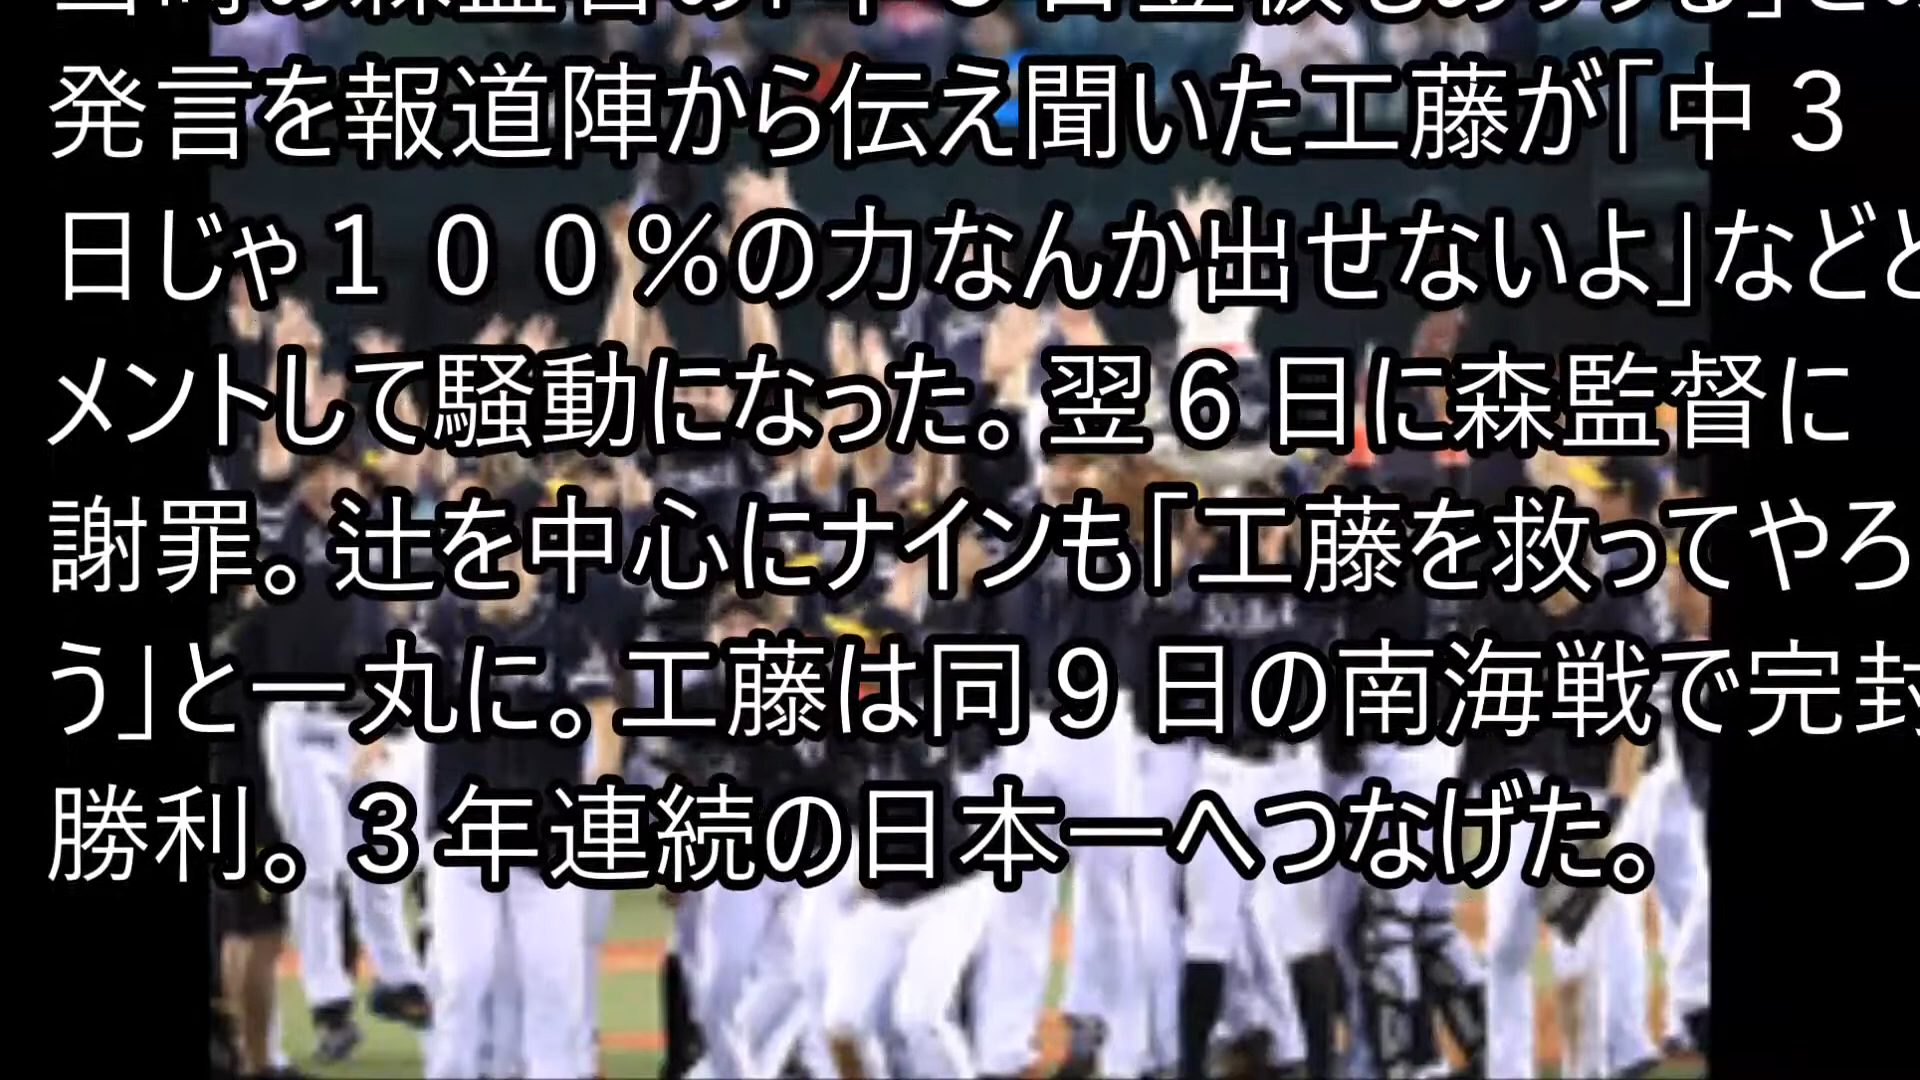 発言を報道陣から伝え聞いた工藤が「中３
日じゃ１００％の力なんか出せないよ」などと
メントして騒動になった。翌６日に森監督に
謝罪。辻を中心にナインも「工藤を救ってやろ
う」と一丸に。工藤は同９日の南海戦で完封
勝利。３年連続の日本一へつなげた。